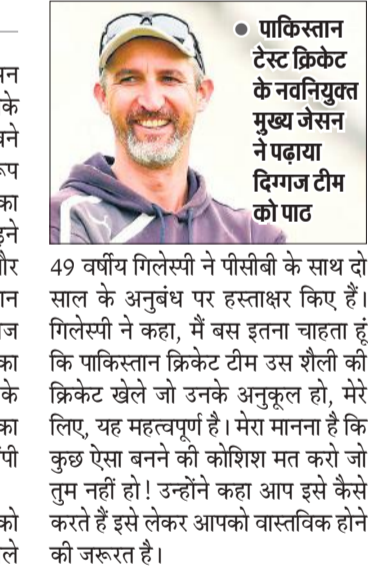 पाकिस्तान
टेस्ट क्रिकेट
के नवनियुक्त
मुख्य जेसन
ने पढ़ाया
दिग्गज टीम
को पाठ
49 वर्षीय गिलेस्पी ने पीसीबी के साथ दो
साल के अनुबंध पर हस्ताक्षर किए हैं।
गिलेस्पी ने कहा, मैं बस इतना चाहता हूं
कि पाकिस्तान क्रिकेट टीम उस शैली की
क्रिकेट खेले जो उनके अनुकूल हो, मेरे
लिए, यह महत्वपूर्ण है। मेरा मानना है कि
कुछ ऐसा बनने की कोशिश मत करो जो
तुम नहीं हो! उन्होंने कहा आप इसे कैसे
करते हैं इसे लेकर आपको वास्तविक होने
की जरूरत है।